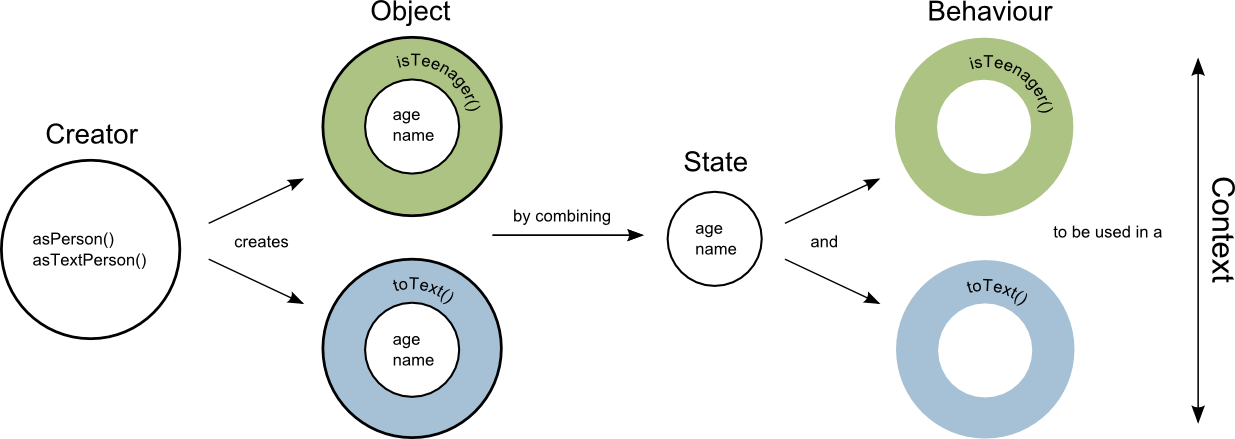 Creator
asPerson()
asTextPerson()
creates
Object
isTeenager()
age
name
toText()
age
name
by combining
State
age
name
and
Behaviour
isTeenager()
toText()
to be used in a
Context